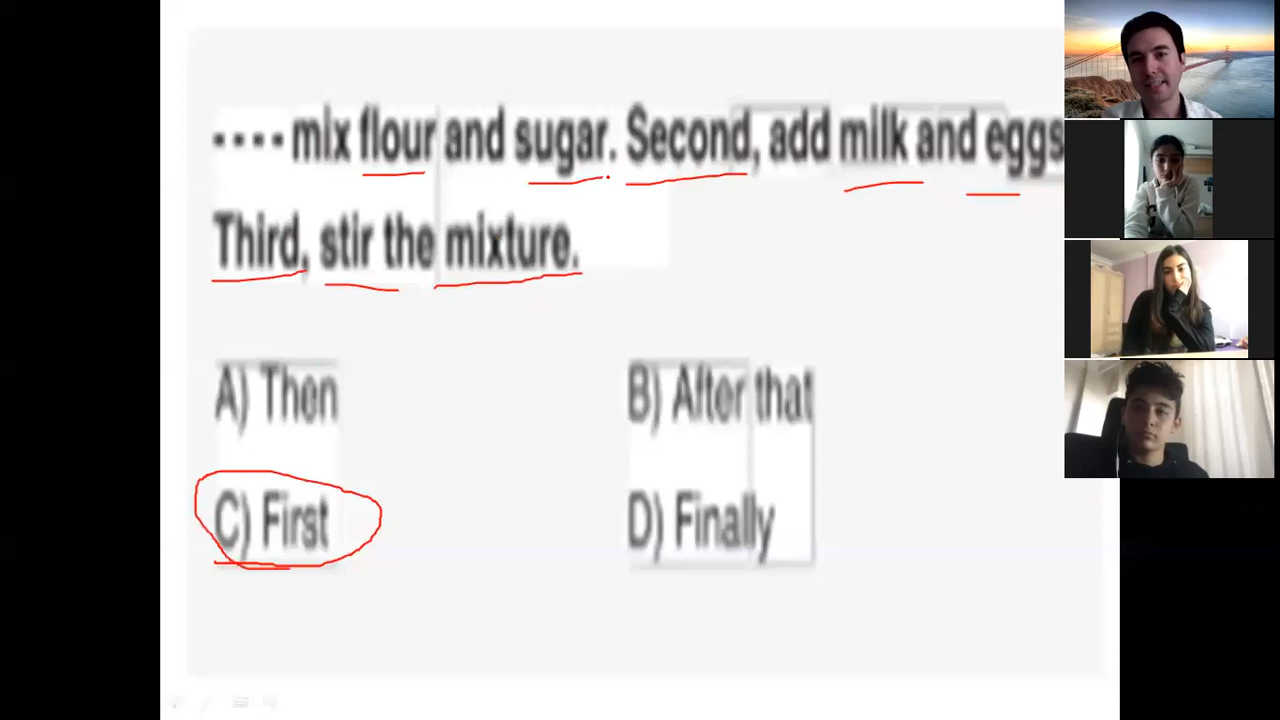 ---- mix flour and sugar. Second, add milk and eggs
Third, stir the mixture.
A) Then
B) After that
C) First
D) Finally